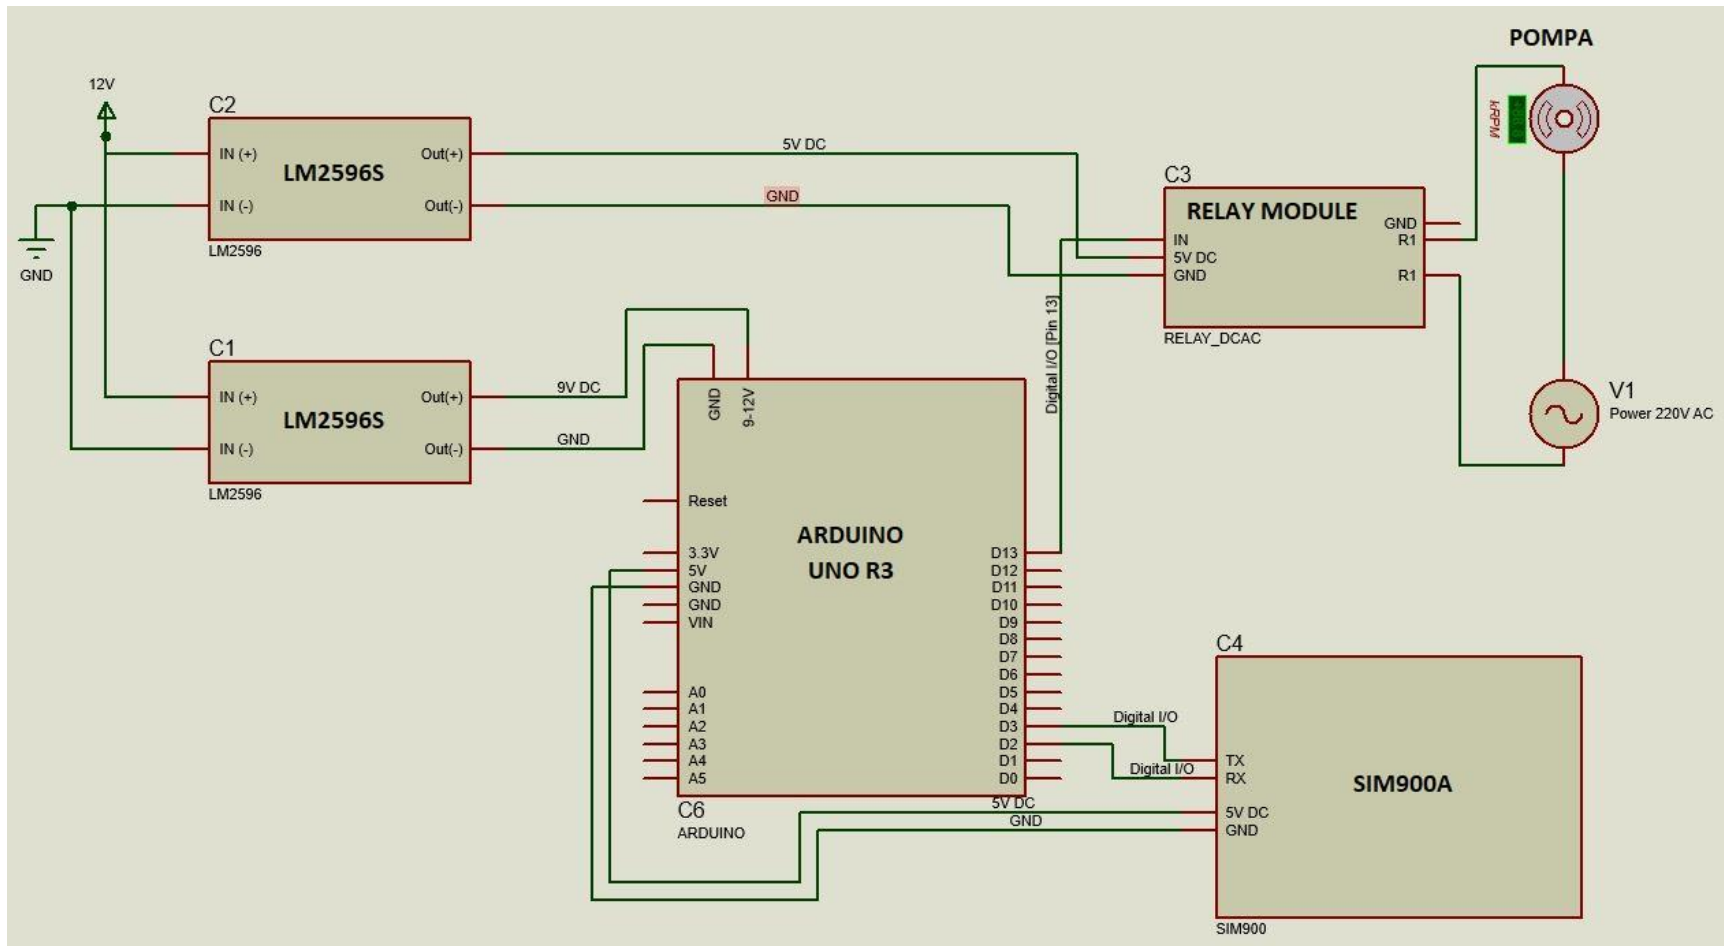 POMPA
kRPM
12V
C2
IN (+)
Out(+)
LM2596S
IN (-)
Out(-)
LM2596
5V DC
GND
GND
C3
RELAY MODULE
GND
IN
R1
5V DC
GND
R1
RELAY_DCAC
C1
IN (+)
Out(+)
LM2596S
IN (-)
Out(-)
LM2596
9V DC
GND
V1
Power 220V AC
Digital I/O [Pin 13]
GND
9-12V
Reset
ARDUINO
UNO R3
3.3V
5V
GND
GND
VIN
A0
A1
A2
A3
A4
A5
D13
D12
D11
D10
D9
D8
D7
D6
D5
D4
D3
D2
D1
D0
C6
ARDUINO
Digital I/O
Digital I/O
5V DC
GND
C4
TX
RX
5V DC
GND
SIM900A
SIM900